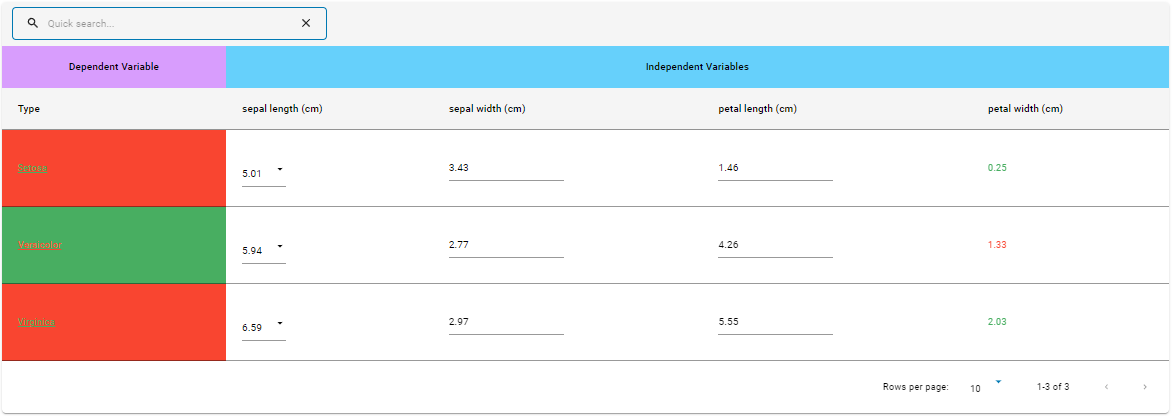 Quick search...
Dependent Variable Independent Variables
Type sepal length (cm) sepal width (cm) petal length (cm) petal width (cm)
Setosa 5.01 3.43 1.46 0.25
Versicolor 5.94 2.77 4.26 1.33
Virginica 6.59 2.97 5.55 2.03
Rows per page: 10 1-3 of 3